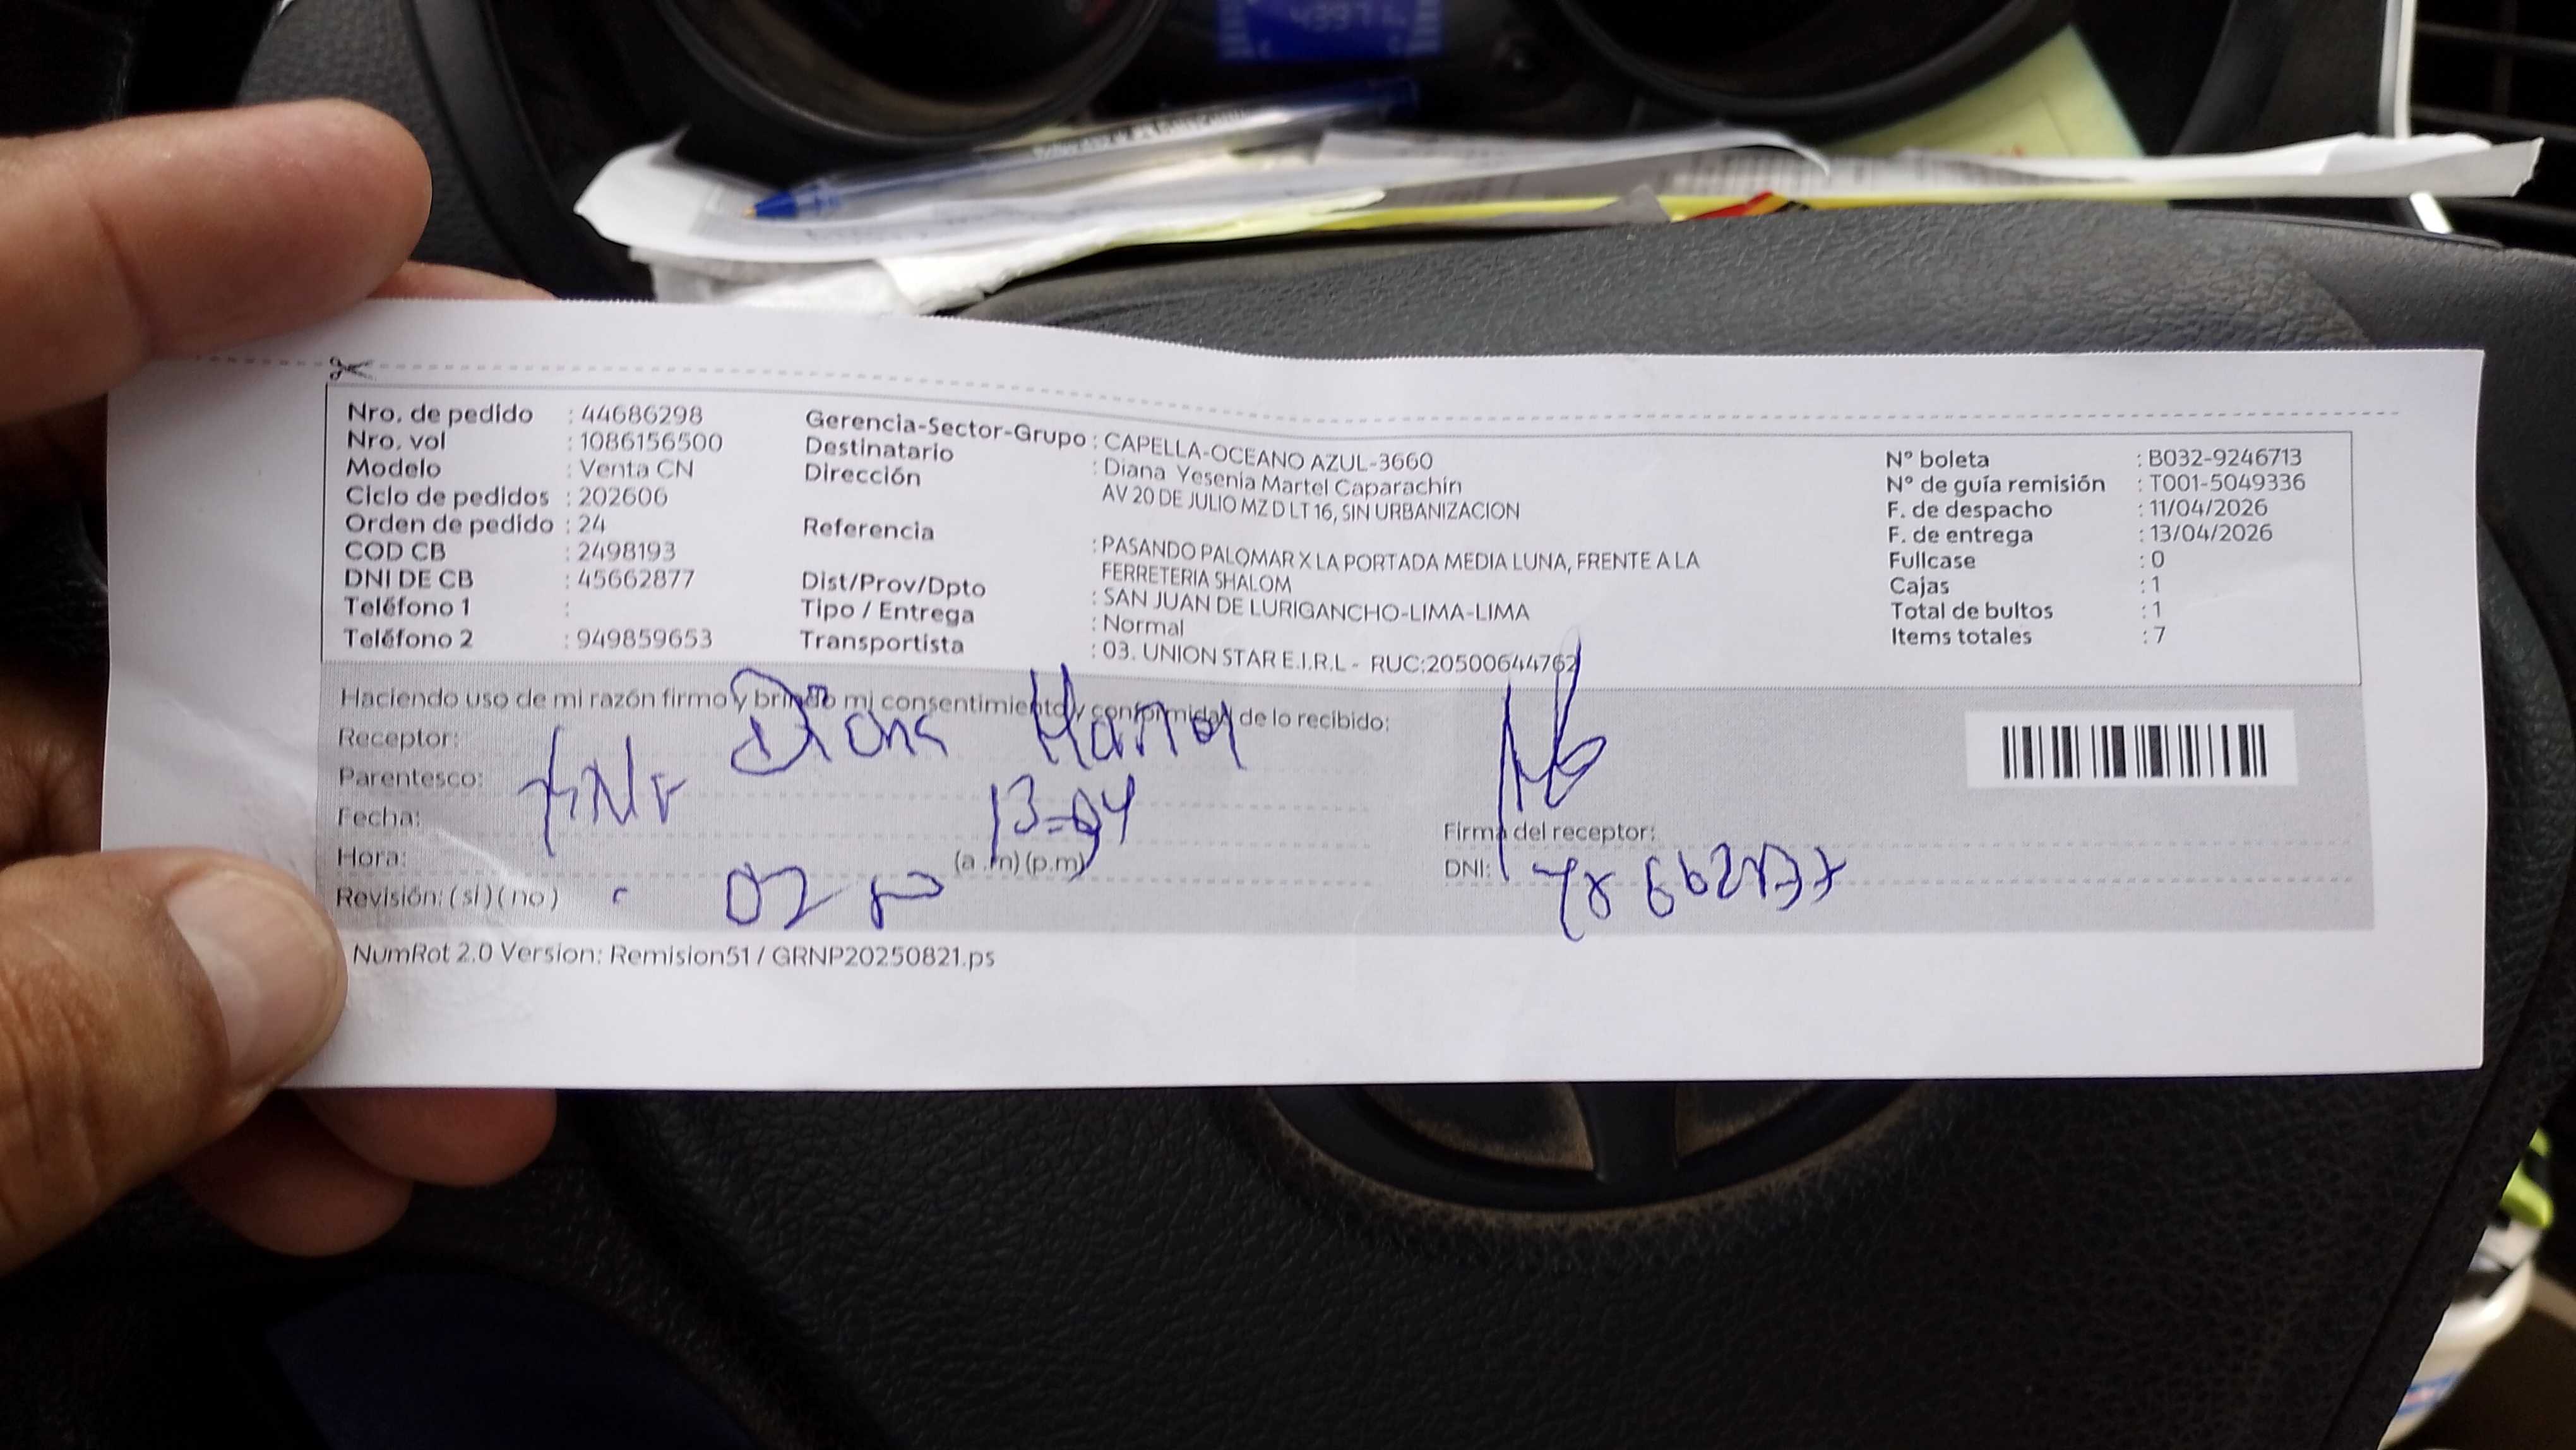 Nro. de pedido : 44686298
Nro. vol : 1086156500
Modelo : Venta CN
Ciclo de pedidos : 202606
Orden de pedido : 24
COD CB : 2498193
DNI DE CB : 45662877
Teléfono 1 :
Teléfono 2 : 949859653
Gerencia-Sector-Grupo : CAPELLA-OCEANO AZUL-3660
Destinatario : Diana Yesenia Martel Caparachin
Dirección AV 20 DE JULIO MZ D LT 16, SIN URBANIZACION
Referencia : PASANDO PALOMAR X LA PORTADA MEDIA LUNA, FRENTE A LA
FERRETERIA SHALOM
Dist/Prov/Dpto : SAN JUAN DE LURIGANCHO-LIMA-LIMA
Tipo / Entrega : Normal
Transportista : 03. UNION STAR E.I.R.L - RUC:20500644762
N° boleta : B032-9246713
N° de guía remisión : T001-5049336
F. de despacho : 11/04/2026
F. de entrega : 13/04/2026
Fullcase : 0
Cajas : 1
Total de bultos : 1
Items totales : 7
Haciendo uso de mi razón firmo y brindo mi consentimiento y conformidad de lo recibido:
Receptor: Diana Martel
Parentesco:
Fecha: 13-04
Hora: (a .m) (p.m)
Revisión: ( si ) ( no ) 02
Firma del receptor:
DNI:
NumRot 2.0 Version: Remision51 / GRNP20250821.ps